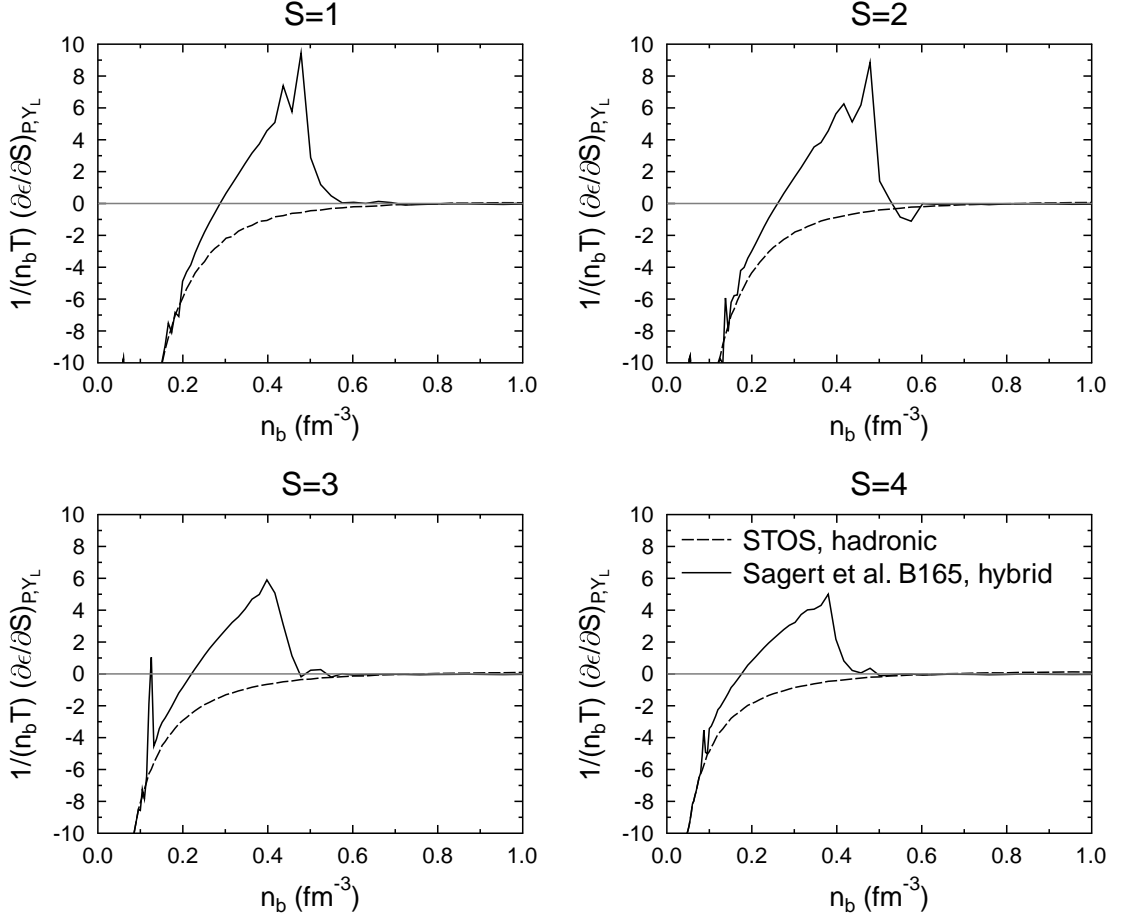 S=1
10
8
6
4
2
0
-2
-4
-6
-8
-10
1/(n_bT) (∂ϵ/∂S)_P,Y_L
0.0 0.2 0.4 0.6 0.8 1.0
n_b (fm^-3)
S=2
10
8
6
4
2
0
-2
-4
-6
-8
-10
1/(n_bT) (∂ϵ/∂S)_P,Y_L
0.0 0.2 0.4 0.6 0.8 1.0
n_b (fm^-3)
S=3
10
8
6
4
2
0
-2
-4
-6
-8
-10
1/(n_bT) (∂ϵ/∂S)_P,Y_L
0.0 0.2 0.4 0.6 0.8 1.0
n_b (fm^-3)
S=4
STOS, hadronic
Sagert et al. B165, hybrid
10
8
6
4
2
0
-2
-4
-6
-8
-10
1/(n_bT) (∂ϵ/∂S)_P,Y_L
0.0 0.2 0.4 0.6 0.8 1.0
n_b (fm^-3)